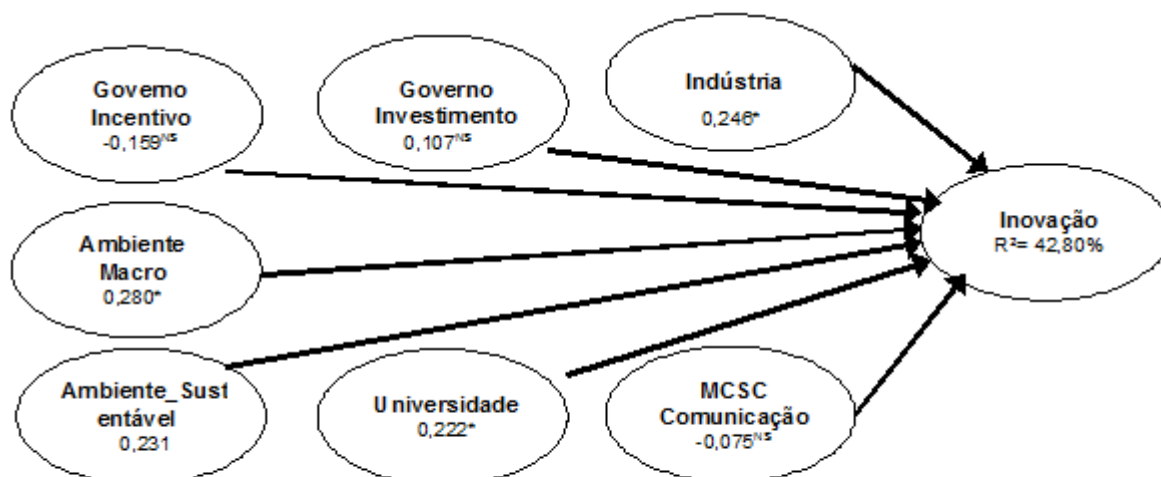 Governo
Incentivo
-0,159ᴺˢ
Governo
Investimento
0,107ᴺˢ
Indústria
0,246*
Inovação
R²= 42,80%
Ambiente
Macro
0,280*
Ambiente_Sust
entável
0,231
Universidade
0,222*
MCSC
Comunicação
-0,075ᴺˢ